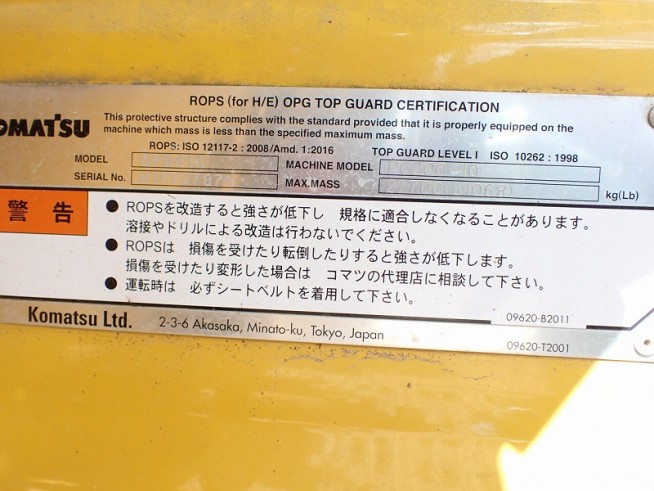 ROPS (for H/E) OPG TOP GUARD CERTIFICATION
OMATSU
This protective structure complies with the standard provided that it is properly equipped on the
machine which mass is less than the specified maximum mass.
ROPS: ISO 12117-2 : 2008/Amd. 1:2016 TOP GUARD LEVEL I ISO 10262 : 1998
MODEL MACHINE MODEL
SERIAL No. MAX.MASS kg(Lb)
警告
● ROPSを改造すると強さが低下し 規格に適合しなくなることがあります。
溶接やドリルによる改造は行わないでください。
● ROPSは 損傷を受けたり転倒したりすると強さが低下します。
損傷を受けたり変形した場合は コマツの代理店に相談して下さい。
● 運転時は 必ずシートベルトを着用して下さい。
09620-B2011
Komatsu Ltd. 2-3-6 Akasaka, Minato-ku, Tokyo, Japan
09620-T2001